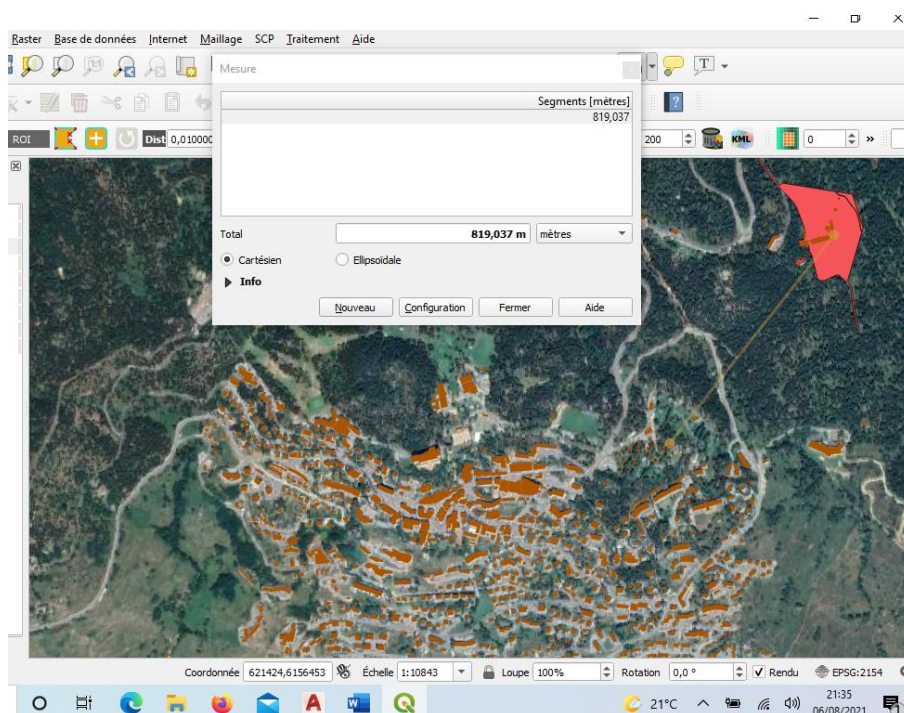 Raster Base de données Internet Maillage SCP Traitement Aide
Mesure
T
?
Segments [mètres]
819,037
ROI Dist 0,010000 200 KML 0 »
Total 819,037 m mètres
Cartésien Ellipsoïdale
Info
Nouveau Configuration Fermer Aide
Coordonnée 621424,6156453 Échelle 1:10843 Loupe 100% Rotation 0,0 ° Rendu EPSG:2154
21°C 21:35
06/08/2021